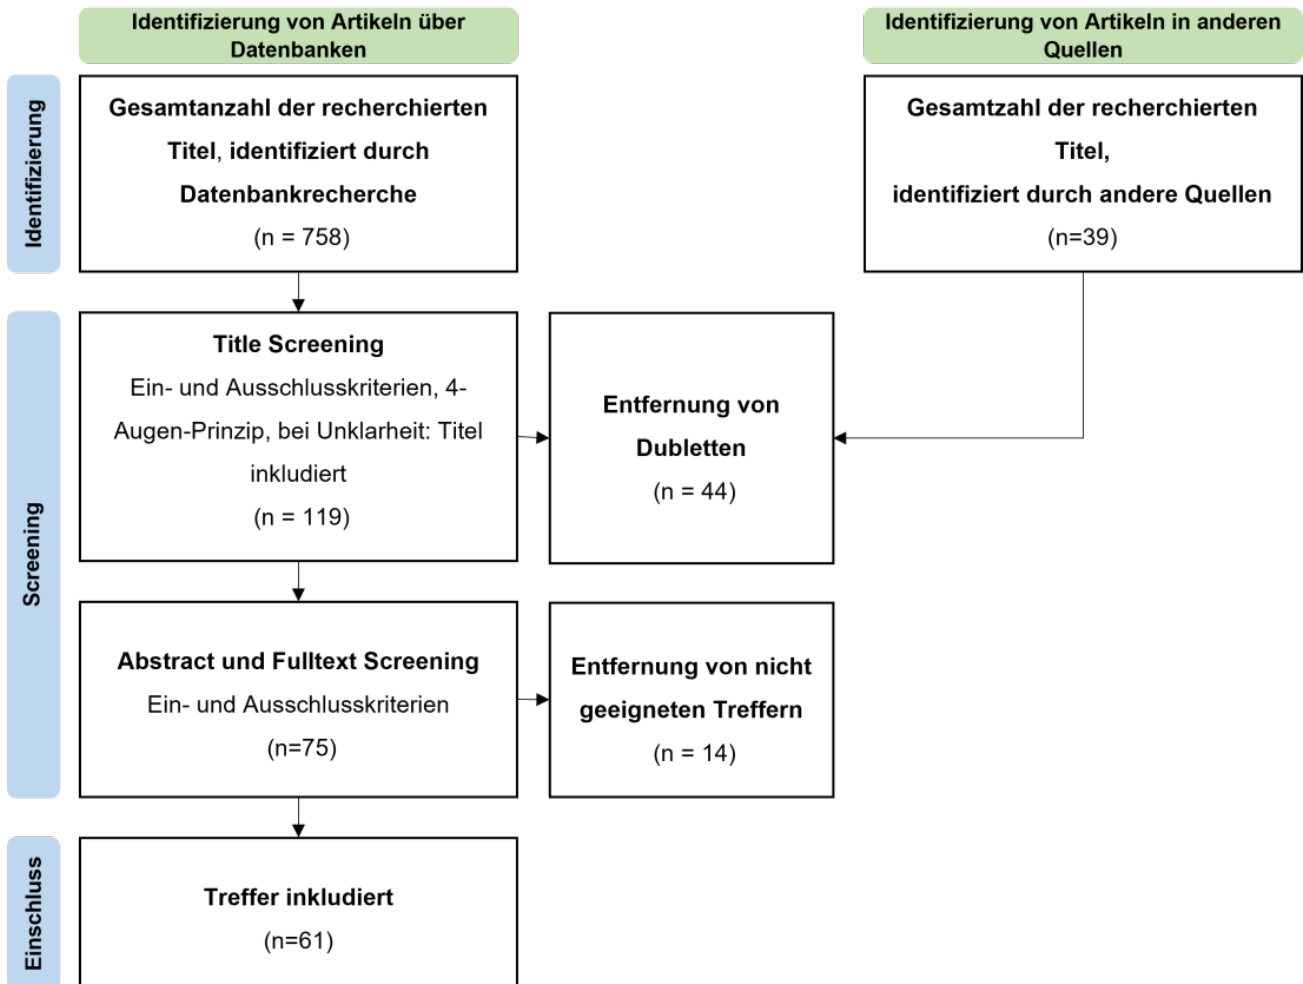 Identifizierung von Artikeln über
Datenbanken
Identifizierung von Artikeln in anderen
Quellen
Identifizierung
Gesamtanzahl der recherchierten
Titel, identifiziert durch
Datenbankrecherche
(n = 758)
Gesamtzahl der recherchierten
Titel,
identifiziert durch andere Quellen
(n=39)
Screening
Title Screening
Ein- und Ausschlusskriterien, 4-
Augen-Prinzip, bei Unklarheit: Titel
inkludiert
(n = 119)
Entfernung von
Dubletten
(n = 44)
Abstract und Fulltext Screening
Ein- und Ausschlusskriterien
(n=75)
Entfernung von nicht
geeigneten Treffern
(n = 14)
Einschluss
Treffer inkludiert
(n=61)